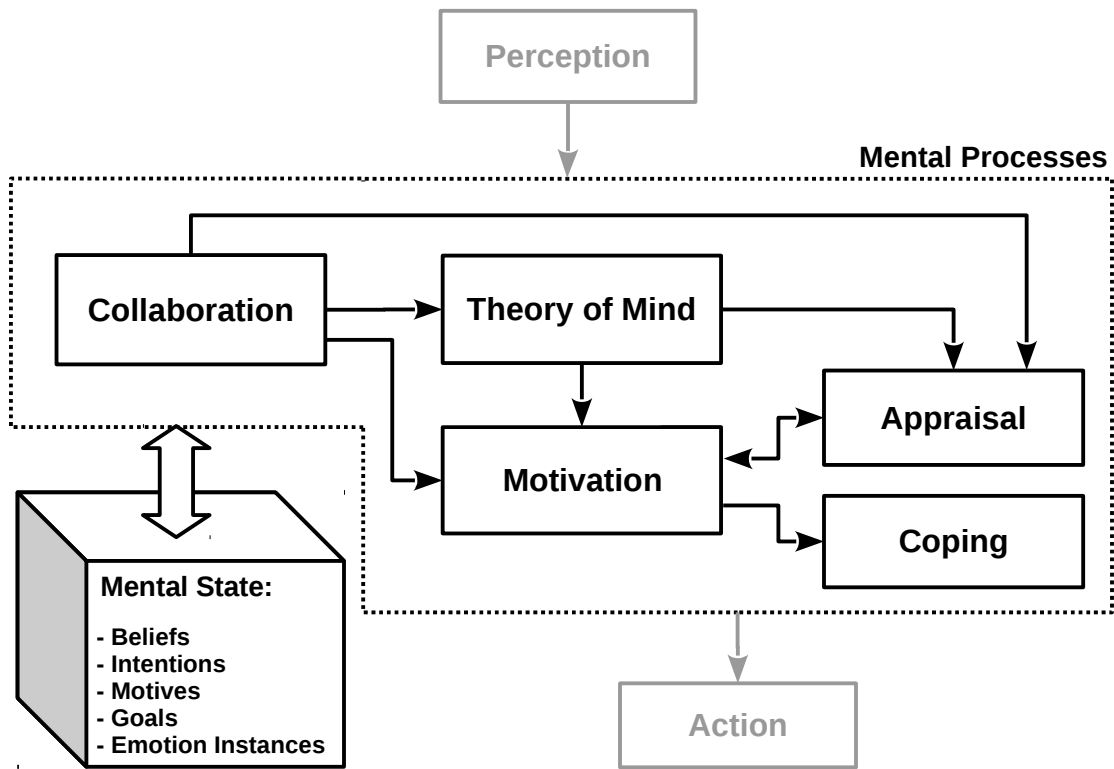 Perception
Mental Processes
Collaboration
Theory of Mind
Appraisal
Motivation
Coping
Mental State:
- Beliefs
- Intentions
- Motives
- Goals
- Emotion Instances
Action